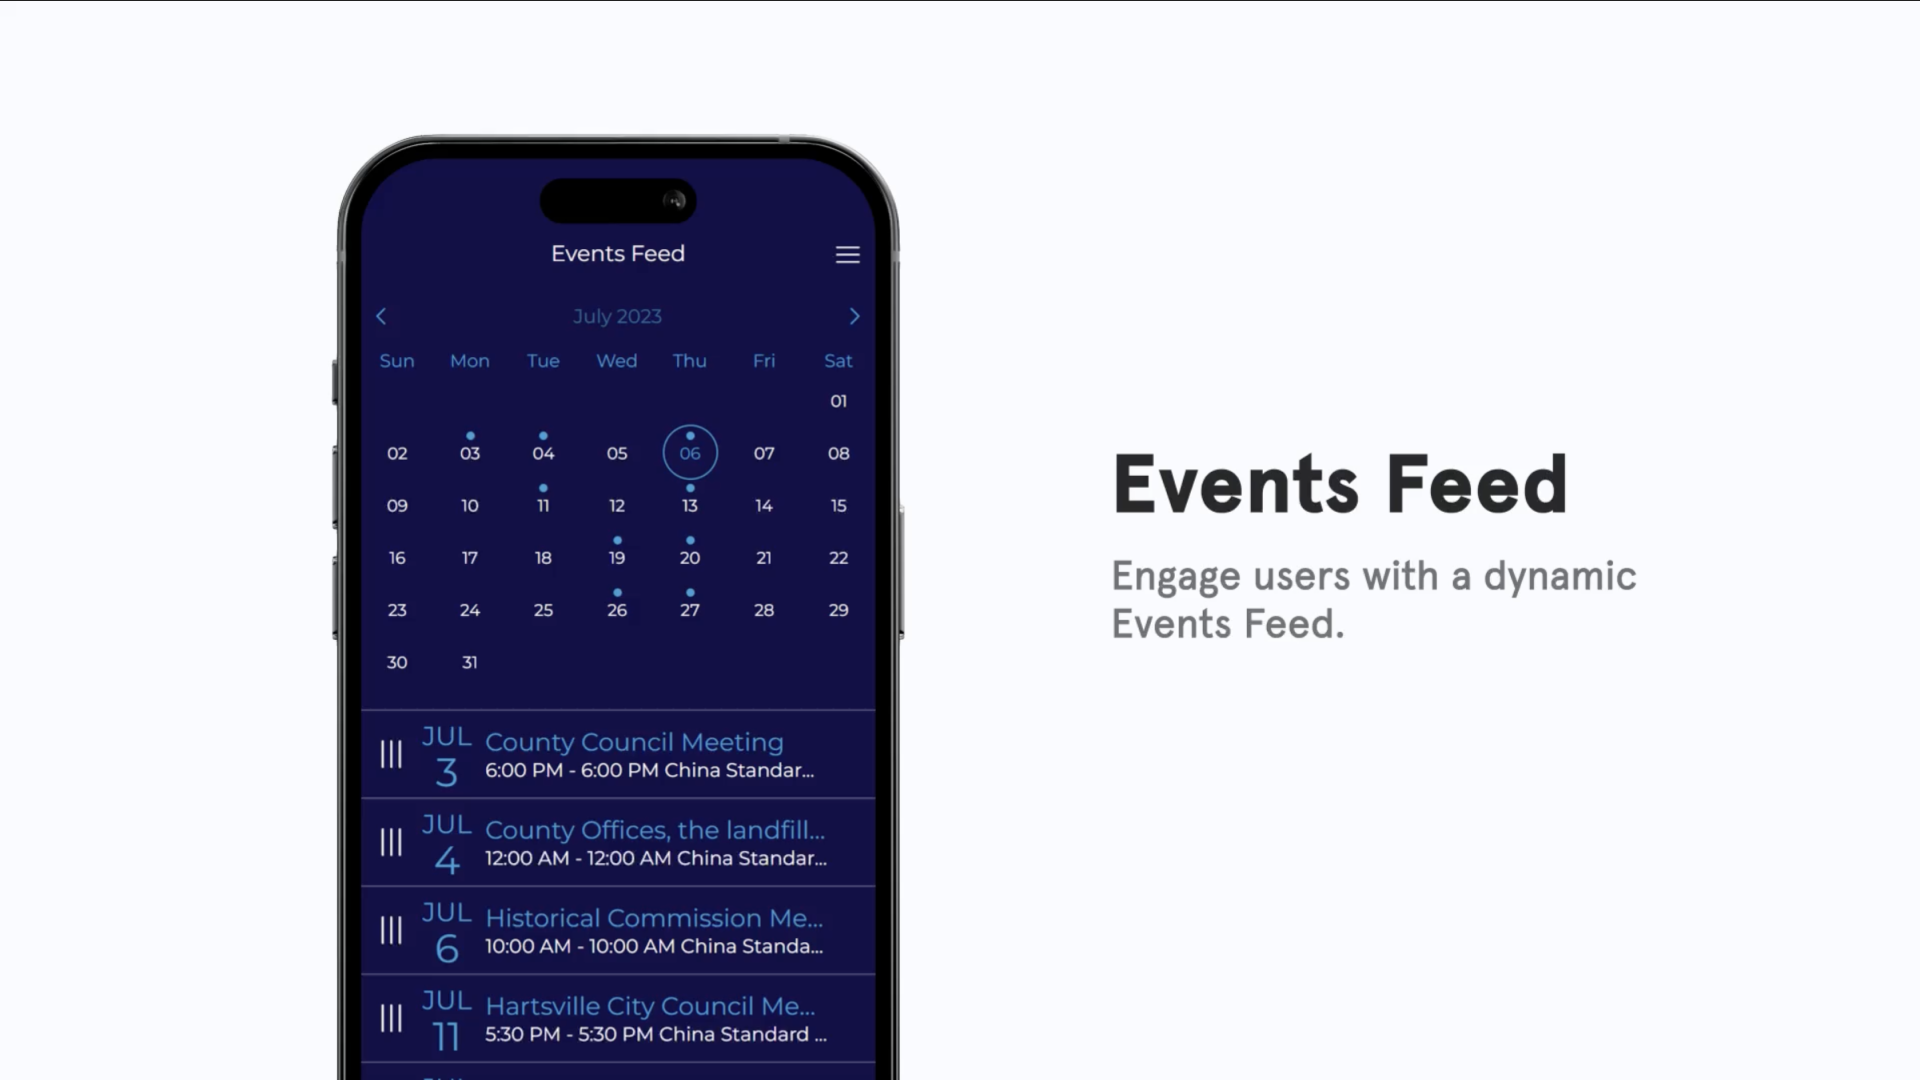 Events Feed
July 2023
Sun Mon Tue Wed Thu Fri Sat
01
02 03 04 05 06 07 08
09 10 11 12 13 14 15
16 17 18 19 20 21 22
23 24 25 26 27 28 29
30 31
JUL 3
County Council Meeting
6:00 PM - 6:00 PM China Standar...
JUL 4
County Offices, the landfill...
12:00 AM - 12:00 AM China Standar...
JUL 6
Historical Commission Me...
10:00 AM - 10:00 AM China Standa...
JUL 11
Hartsville City Council Me...
5:30 PM - 5:30 PM China Standard ...
Events Feed
Engage users with a dynamic
Events Feed.